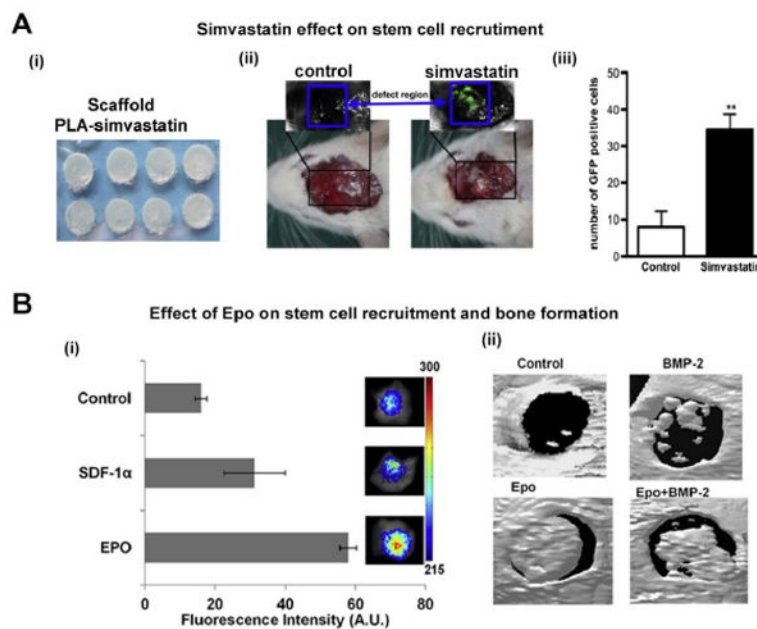 A
Simvastatin effect on stem cell recrutiment
(i)
Scaffold
PLA-simvastatin
(ii)
control
simvastatin
defect region
(iii)
number of GFP positive cells
50
40
30
20
10
0
**
Control
Simvastatin
B
Effect of Epo on stem cell recruitment and bone formation
(i)
Control
SDF-1α
EPO
0
20
40
60
80
Fluorescence Intensity (A.U.)
300
215
(ii)
Control
BMP-2
Epo
Epo+BMP-2